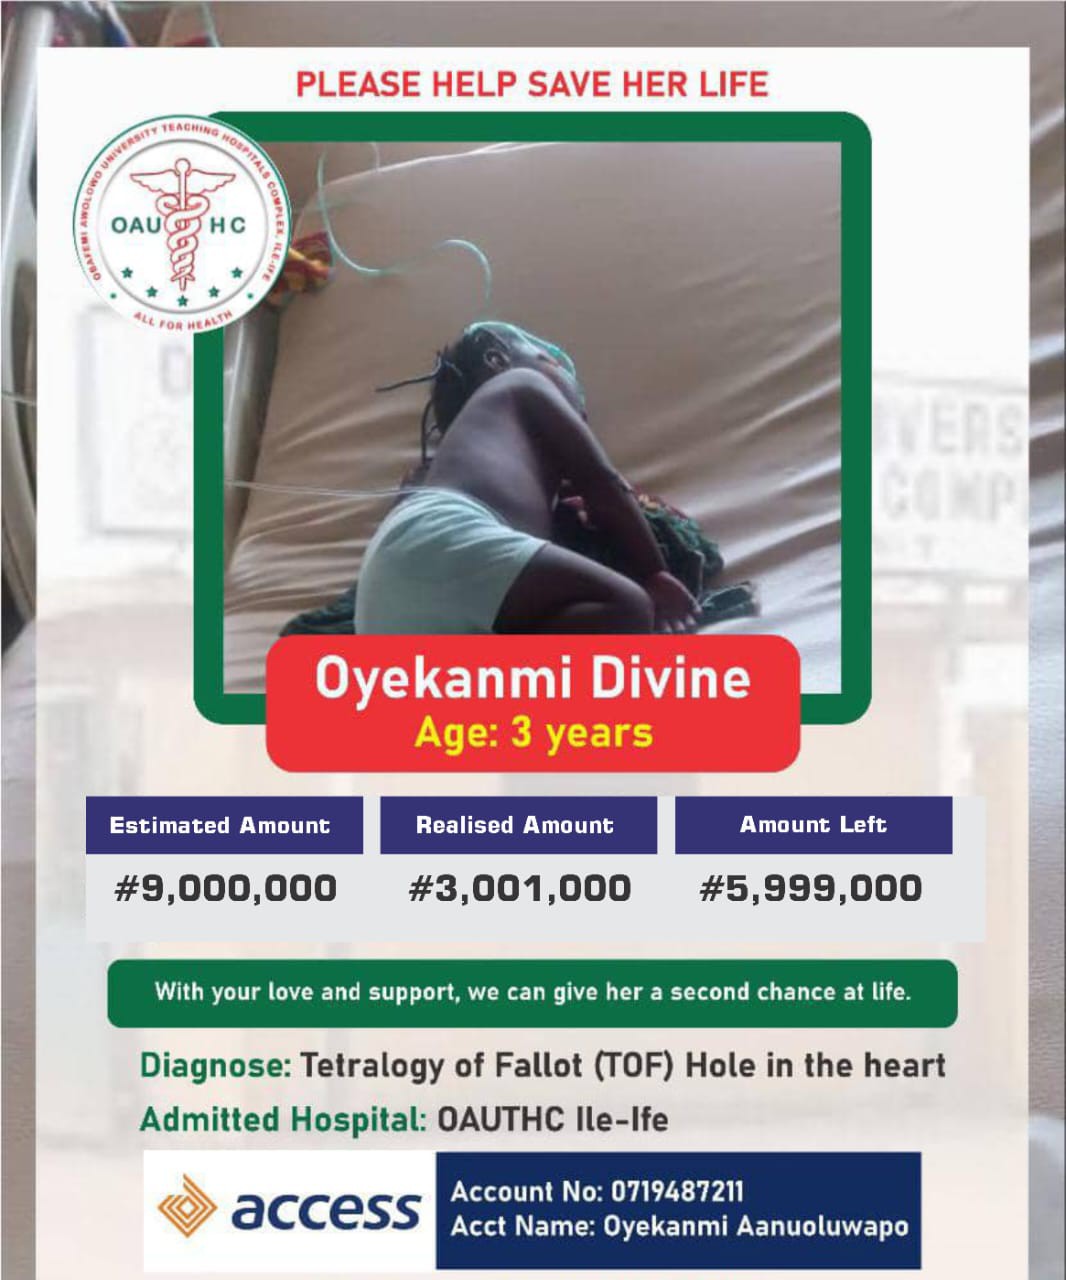 PLEASE HELP SAVE HER LIFE
OBAFEMI AWOLOWO UNIVERSITY TEACHING HOSPITALS COMPLEX, ILE-IFE
OAU HC
ALL FOR HEALTH
VERS
COMP
Oyekanmi Divine
Age: 3 years
Estimated Amount
Realised Amount
Amount Left
#9,000,000
#3,001,000
#5,999,000
With your love and support, we can give her a second chance at life.
Diagnose: Tetralogy of Fallot (TOF) Hole in the heart
Admitted Hospital: OAUTHC Ile-Ife
access
Account No: 0719487211
Acct Name: Oyekanmi Aanuoluwapo